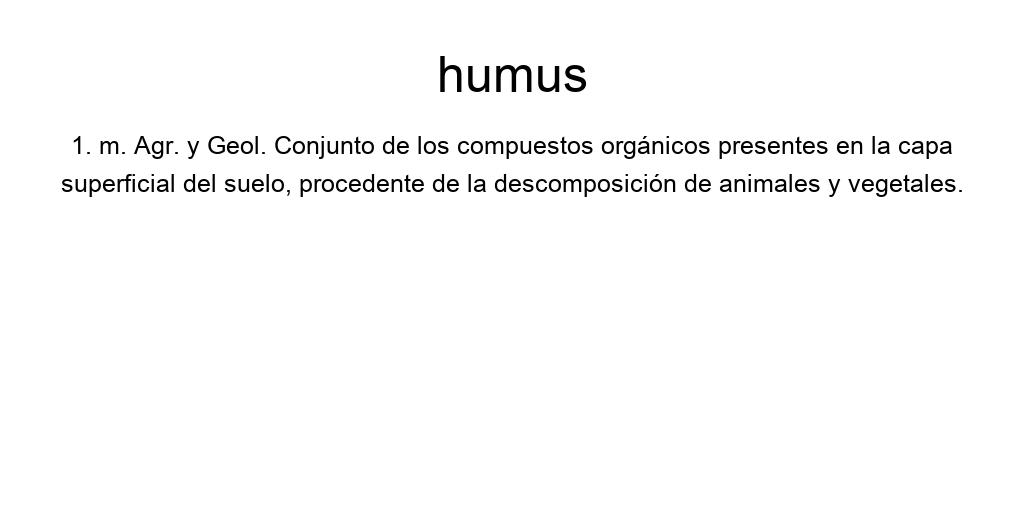 humus
1. m. Agr. y Geol. Conjunto de los compuestos orgánicos presentes en la capa
superficial del suelo, procedente de la descomposición de animales y vegetales.